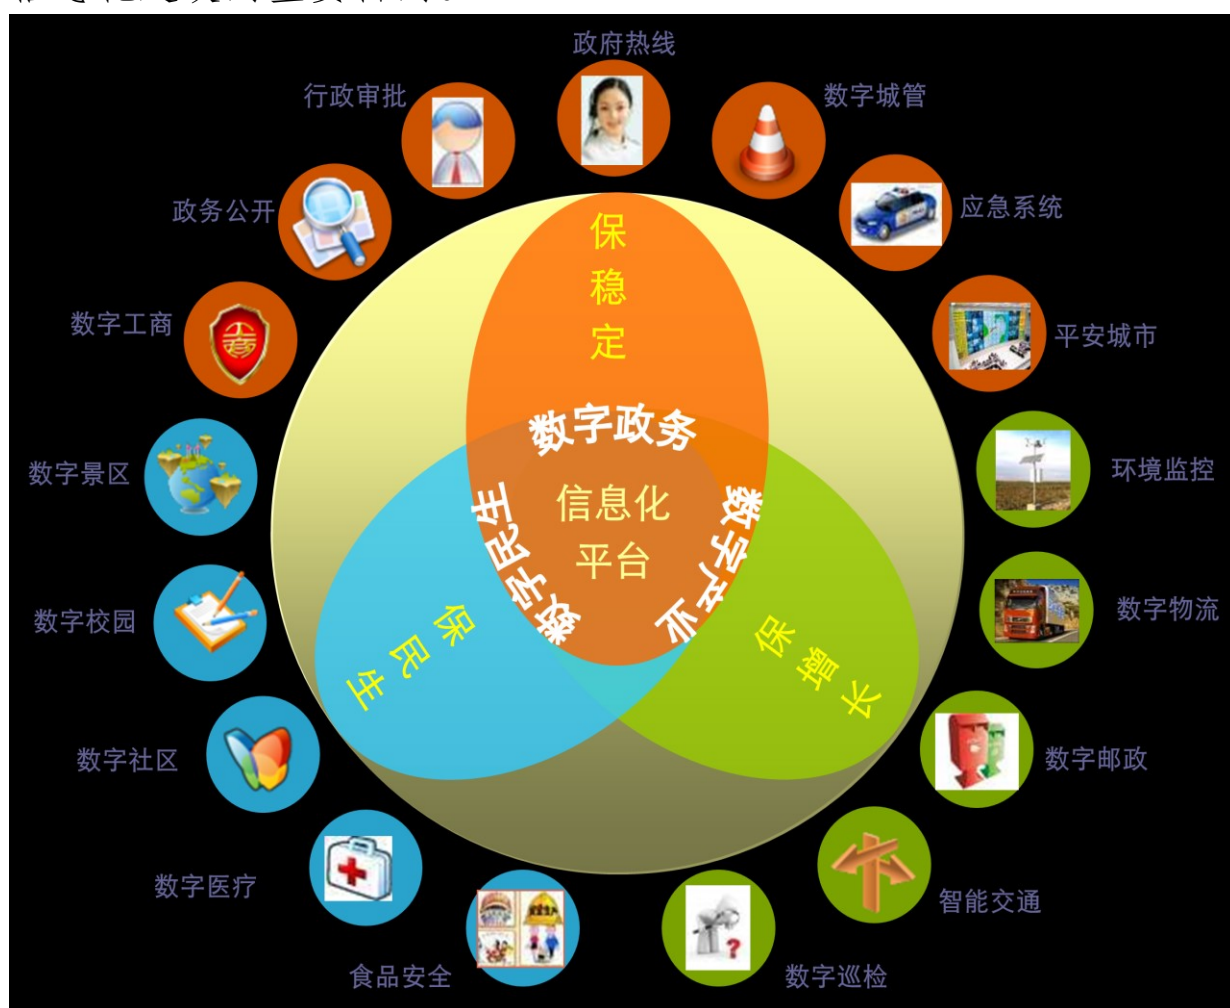 政府热线
行政审批
数字城管
政务公开
应急系统
数字工商
平安城市
保稳定
数字政务
数字景区
环境监控
信息化
平台
数字民生
数字产业
数字校园
数字物流
保民生
保增长
数字社区
数字邮政
数字医疗
智能交通
食品安全
数字巡检